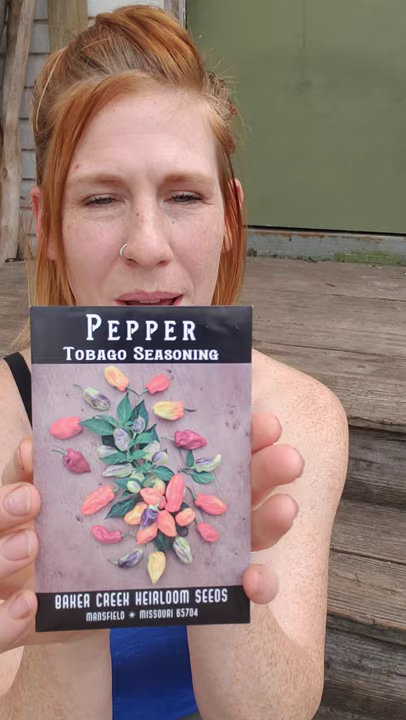 PEPPER
TOBAGO SEASONING
BAKER CREEK HEIRLOOM SEEDS
MANSFIELD ✷ MISSOURI 65704